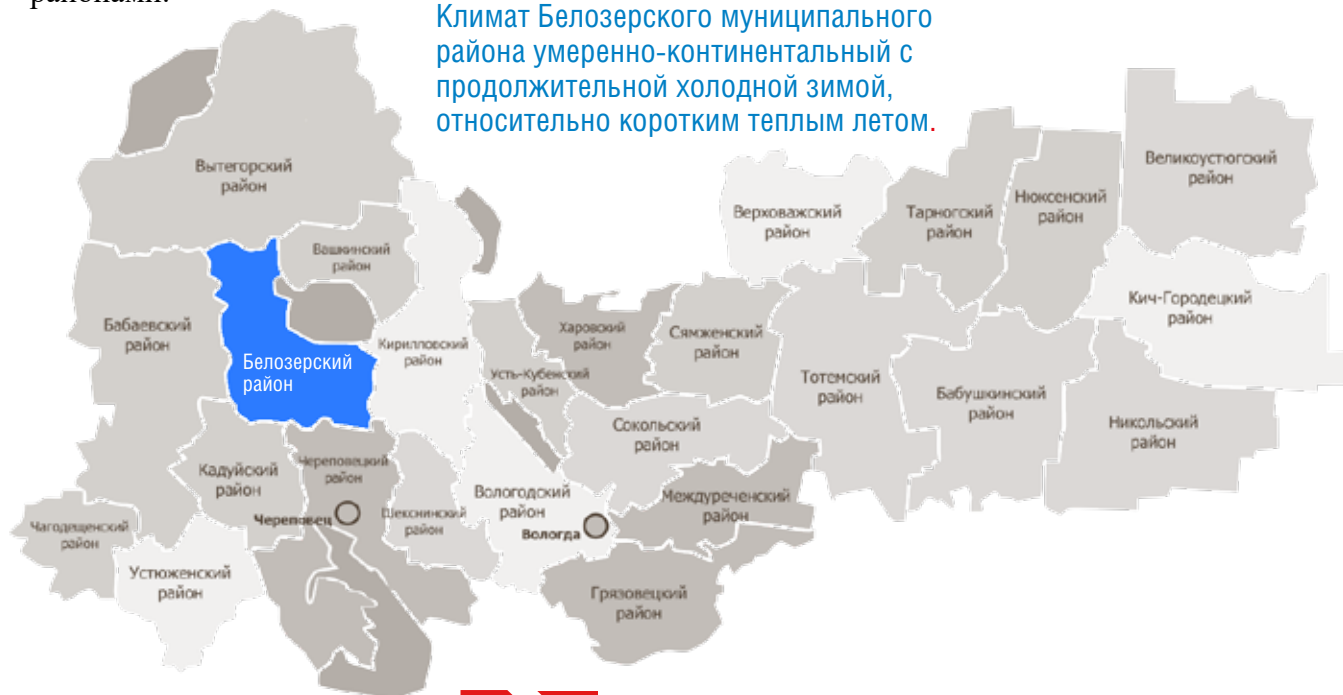 районами.
Климат Белозерского муниципального
района умеренно-континентальный с
продолжительной холодной зимой,
относительно коротким теплым летом.
Вытегорский
район
Вашкинский
район
Бабаевский
район
Белозерский
район
Кирилловский
район
Верховажский
район
Тарногский
район
Нюксенский
район
Великоустюгский
район
Кич-Городецкий
район
Харовский
район
Сямженский
район
Усть-Кубенский
район
Тотемский
район
Бабушкинский
район
Никольский
район
Сокольский
район
Кадуйский
район
Череповецкий
район
Череповец
Шекснинский
район
Вологодский
район
Вологда
Междуреченский
район
Чагодещенский
район
Устюженский
район
Грязовецкий
район